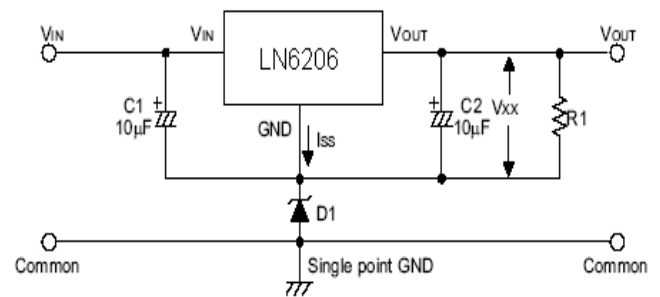 VIN
VIN
LN6206
VOUT
VOUT
C1
+
10μF
GND
ISS
+
C2
10μF
VXX
R1
D1
Common
Single point GND
Common